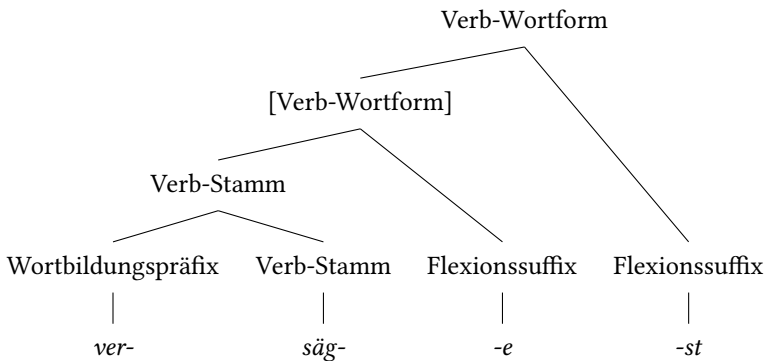 Verb-Wortform
[Verb-Wortform]
Verb-Stamm
Wortbildungspräfix Verb-Stamm Flexionssuffix Flexionssuffix
ver- säg- -e -st